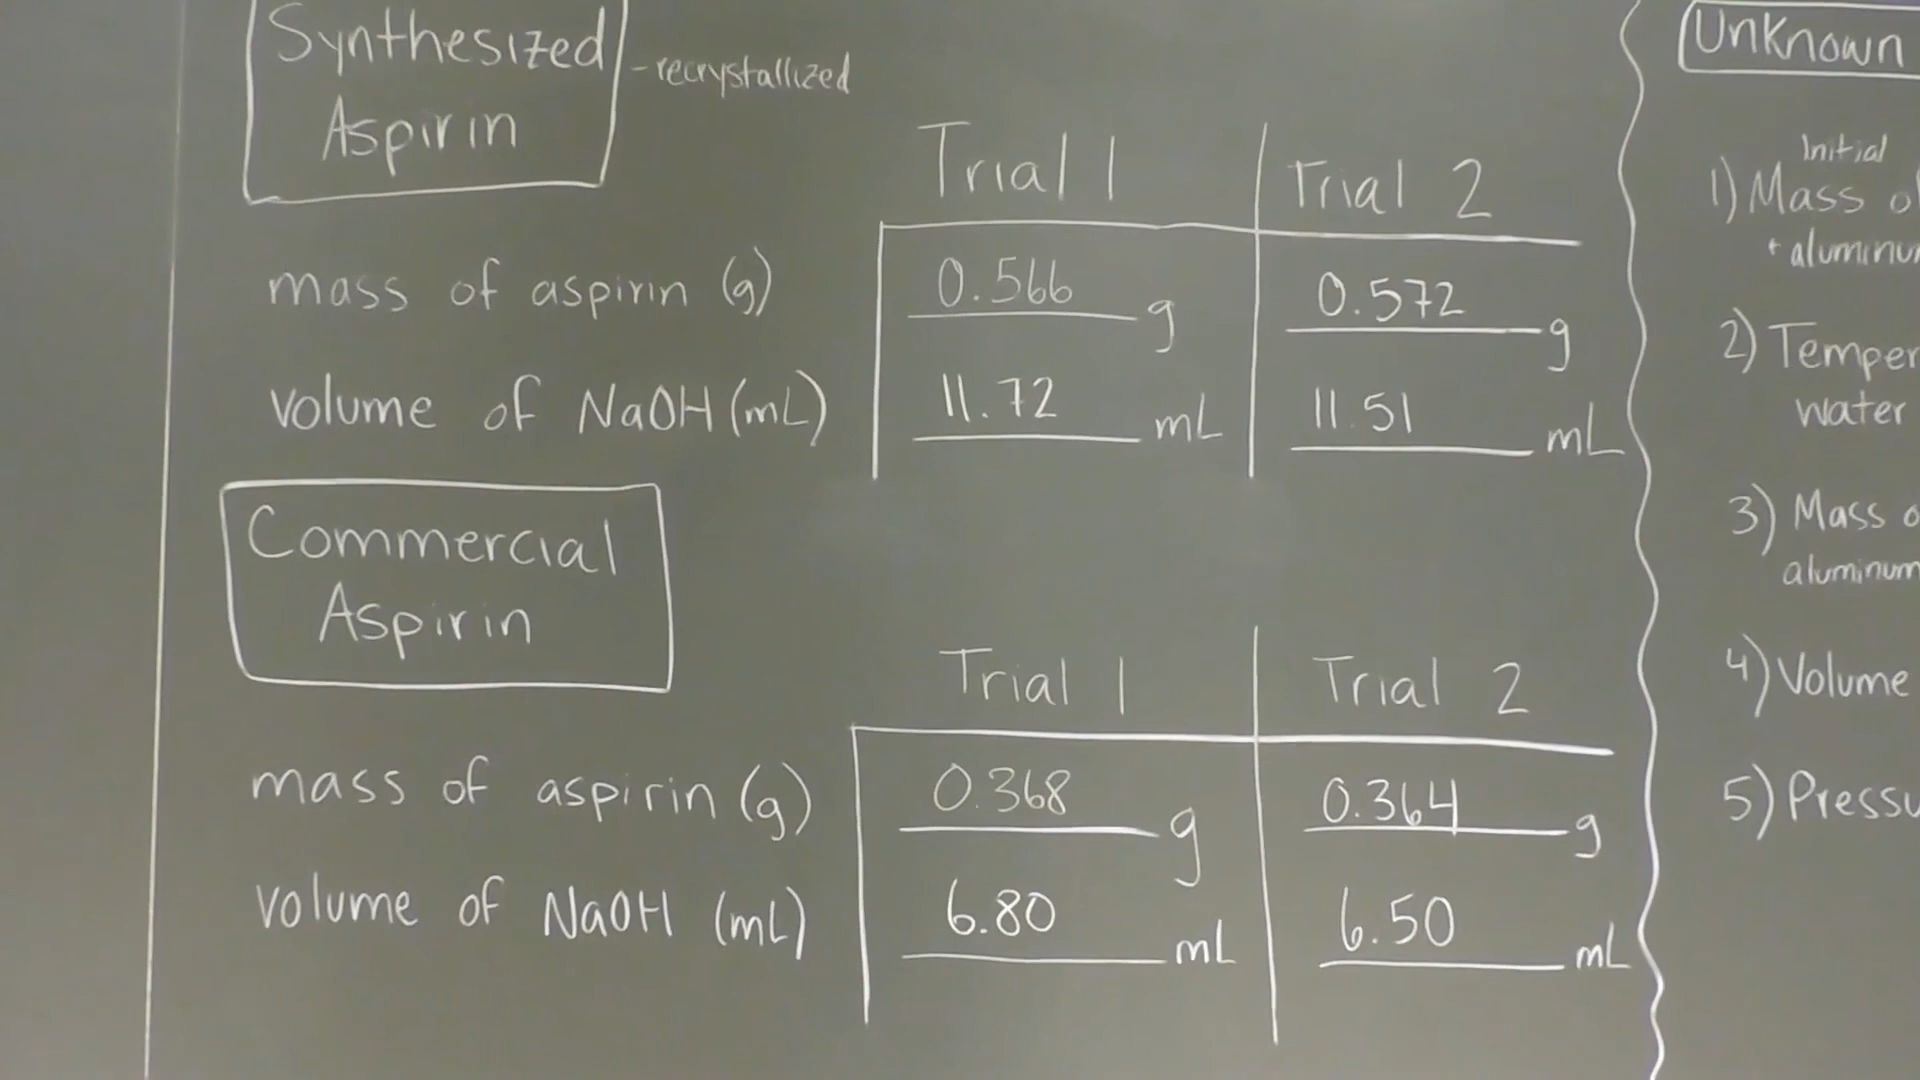 Synthesized
Aspirin
- recrystallized
Trial 1
Trial 2
mass of aspirin (g)
0.566 g
0.572 g
volume of NaOH (mL)
11.72 mL
11.51 mL
Commercial
Aspirin
Trial 1
Trial 2
mass of aspirin (g)
0.368 g
0.364 g
volume of NaOH (mL)
6.80 mL
6.50 mL
Unknown
Initial
1) Mass
2)
water
3) Mass
4) Volume
5)